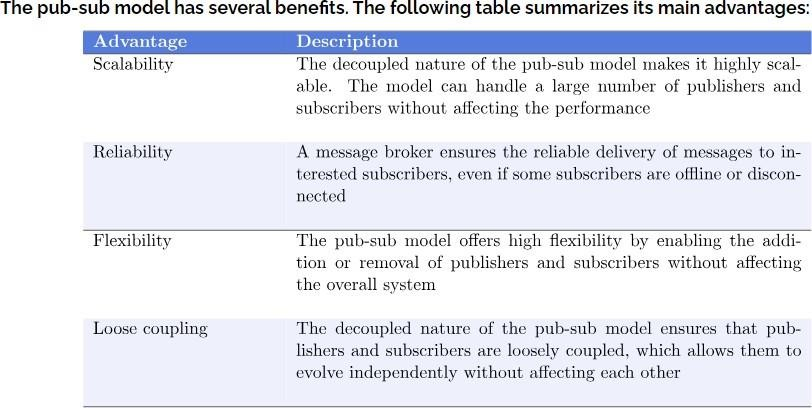 The pub-sub model has several benefits. The following table summarizes its main advantages:
Advantage Description
Scalability The decoupled nature of the pub-sub model makes it highly scal-
able. The model can handle a large number of publishers and
subscribers without affecting the performance
Reliability A message broker ensures the reliable delivery of messages to in-
terested subscribers, even if some subscribers are offline or discon-
nected
Flexibility The pub-sub model offers high flexibility by enabling the addi-
tion or removal of publishers and subscribers without affecting
the overall system
Loose coupling The decoupled nature of the pub-sub model ensures that pub-
lishers and subscribers are loosely coupled, which allows them to
evolve independently without affecting each other